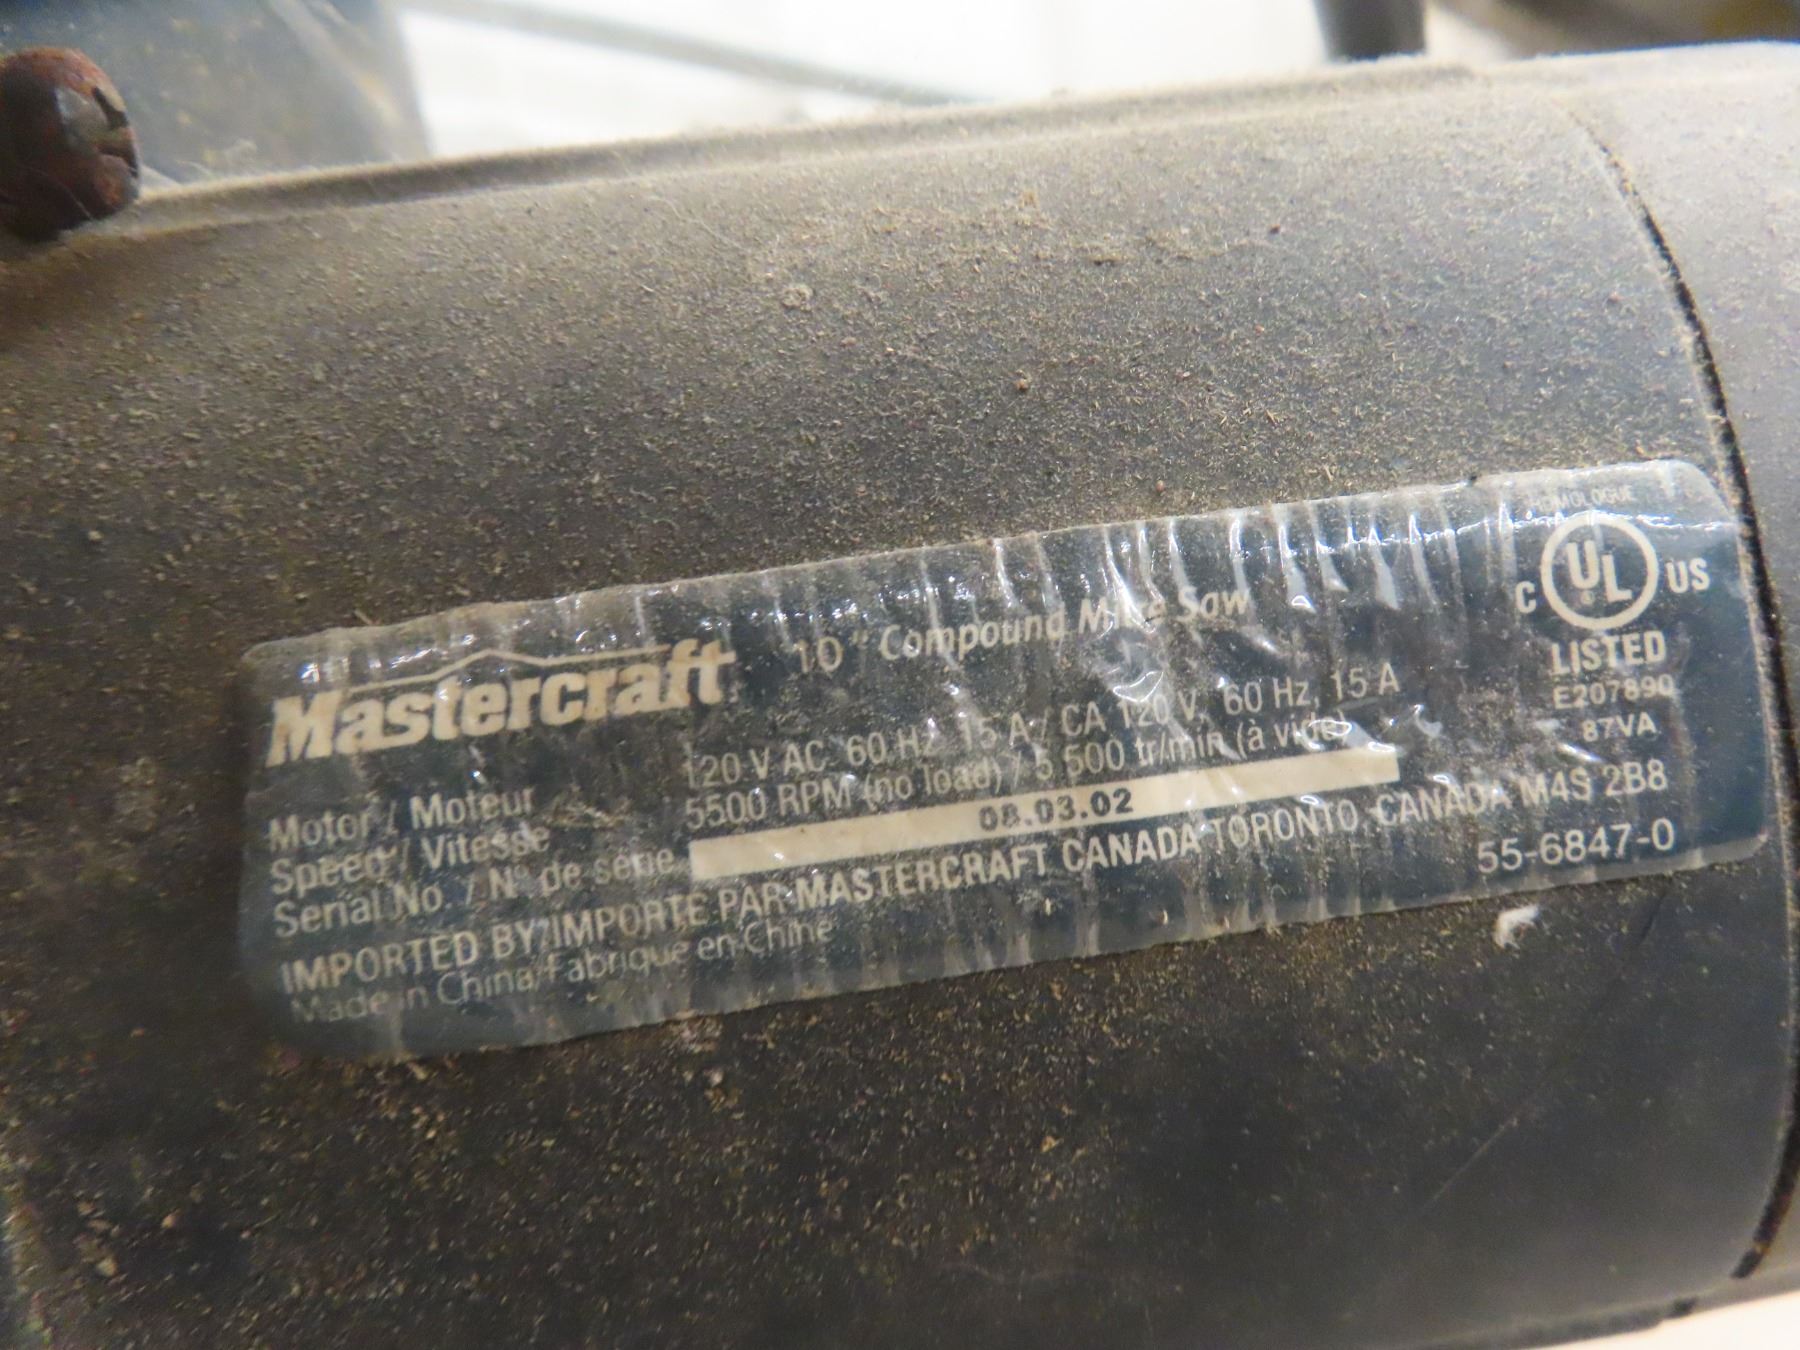 HOMOLOGUE
Mastercraft 10" Compound Mitre Saw
C UL US
LISTED
E207890
87VA
Motor / Moteur 120 V AC, 60 Hz, 15 A / CA 120 V, 60 Hz, 15 A
Speed / Vitesse 5500 RPM (no load) / 5 500 tr/min (à vide)
Serial No. / N° de série 08.03.02
IMPORTED BY/IMPORTE PAR MASTERCRAFT CANADA TORONTO, CANADA M4S 2B8
Made in China/Fabriqué en Chine
55-6847-0